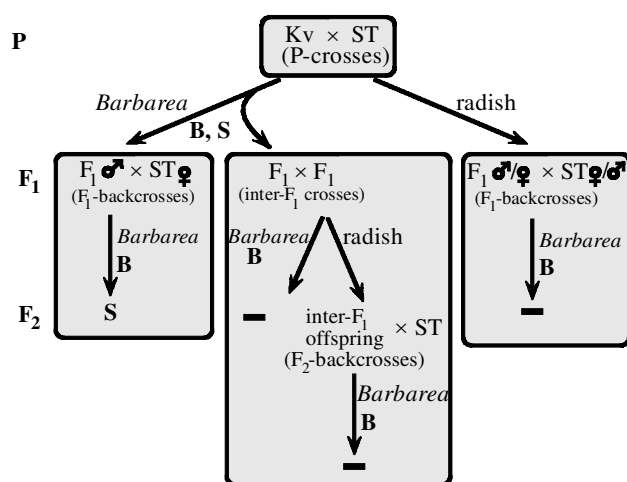 P
Kv × ST
(P-crosses)
Barbarea
B, S
radish
F₁
F₁ ♂ × ST♀
(F₁-backcrosses)
F₁ × F₁
(inter-F₁ crosses)
F₁ ♂/♀ × ST♀/♂
(F₁-backcrosses)
Barbarea
B
Barbarea
B
radish
Barbarea
B
F₂
S
–
inter-F₁
offspring × ST
(F₂-backcrosses)
–
Barbarea
B
–